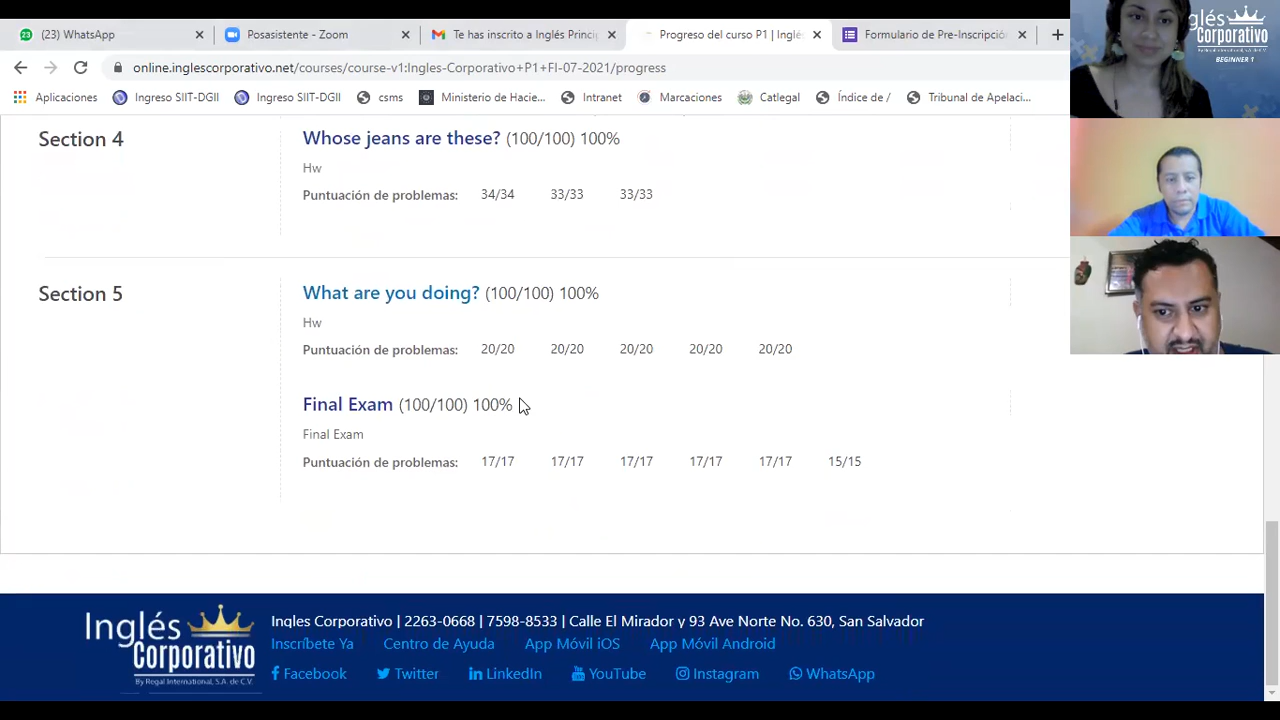 (23) WhatsApp
Posasistente - Zoom
Te has inscrito a Inglés Princip
Progreso del curso P1 | Inglés
Formulario de Pre-Inscripción
online.inglescorporativo.net/courses/course-v1:Ingles-Corporativo+P1+FI-07-2021/progress
Aplicaciones
Ingreso SIIT-DGII
Ingreso SIIT-DGII
csms
Ministerio de Hacie...
Intranet
Marcaciones
Catlegal
Índice de /
Tribunal de Apelaci...
glés
Corporativo
By Regal International, S.A. de C.V.
BEGINNER 1
Section 4
Whose jeans are these? (100/100) 100%
Hw
Puntuación de problemas: 34/34 33/33 33/33
Section 5
What are you doing? (100/100) 100%
Hw
Puntuación de problemas: 20/20 20/20 20/20 20/20 20/20
Final Exam (100/100) 100%
Final Exam
Puntuación de problemas: 17/17 17/17 17/17 17/17 17/17 15/15
Inglés
Corporativo
By Regal International, S.A. de C.V.
Ingles Corporativo | 2263-0668 | 7598-8533 | Calle El Mirador y 93 Ave Norte No. 630, San Salvador
Inscríbete Ya Centro de Ayuda App Móvil iOS App Móvil Android
Facebook Twitter LinkedIn YouTube Instagram WhatsApp